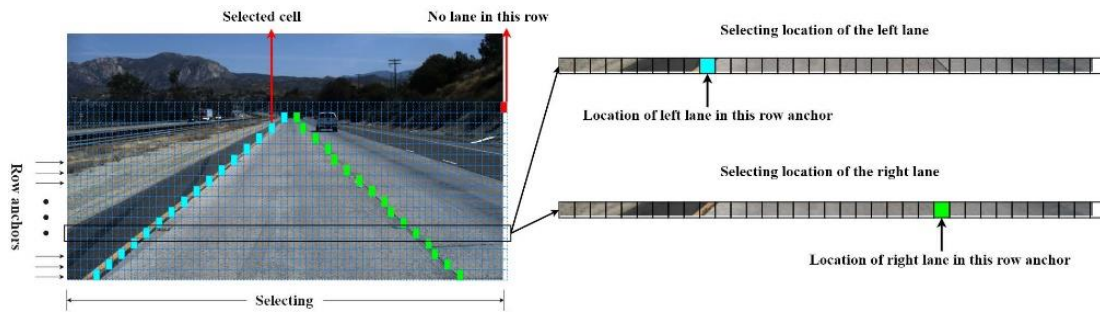 Selected cell
No lane in this row
Row anchors
Selecting
Selecting location of the left lane
Location of left lane in this row anchor
Selecting location of the right lane
Location of right lane in this row anchor